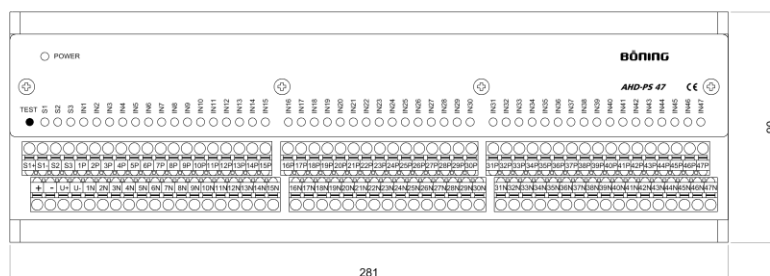 POWER
BÖNING
AHD-PS 47 CE
TEST S1 S2 S3 IN1 IN2 IN3 IN4 IN5 IN6 IN7 IN8 IN9 IN10 IN11 IN12 IN13 IN14 IN15 IN16 IN17 IN18 IN19 IN20 IN21 IN22 IN23 IN24 IN25 IN26 IN27 IN28 IN29 IN30 IN31 IN32 IN33 IN34 IN35 IN36 IN37 IN38 IN39 IN40 IN41 IN42 IN43 IN44 IN45 IN46 IN47
S1+ S1- S2 S3 1P 2P 3P 4P 5P 6P 7P 8P 9P 10P 11P 12P 13P 14P 15P 16P 17P 18P 19P 20P 21P 22P 23P 24P 25P 26P 27P 28P 29P 30P 31P 32P 33P 34P 35P 36P 37P 38P 39P 40P 41P 42P 43P 44P 45P 46P 47P
+ - U+ U- 1N 2N 3N 4N 5N 6N 7N 8N 9N 10N 11N 12N 13N 14N 15N 16N 17N 18N 19N 20N 21N 22N 23N 24N 25N 26N 27N 28N 29N 30N 31N 32N 33N 34N 35N 36N 37N 38N 39N 40N 41N 42N 43N 44N 45N 46N 47N
281